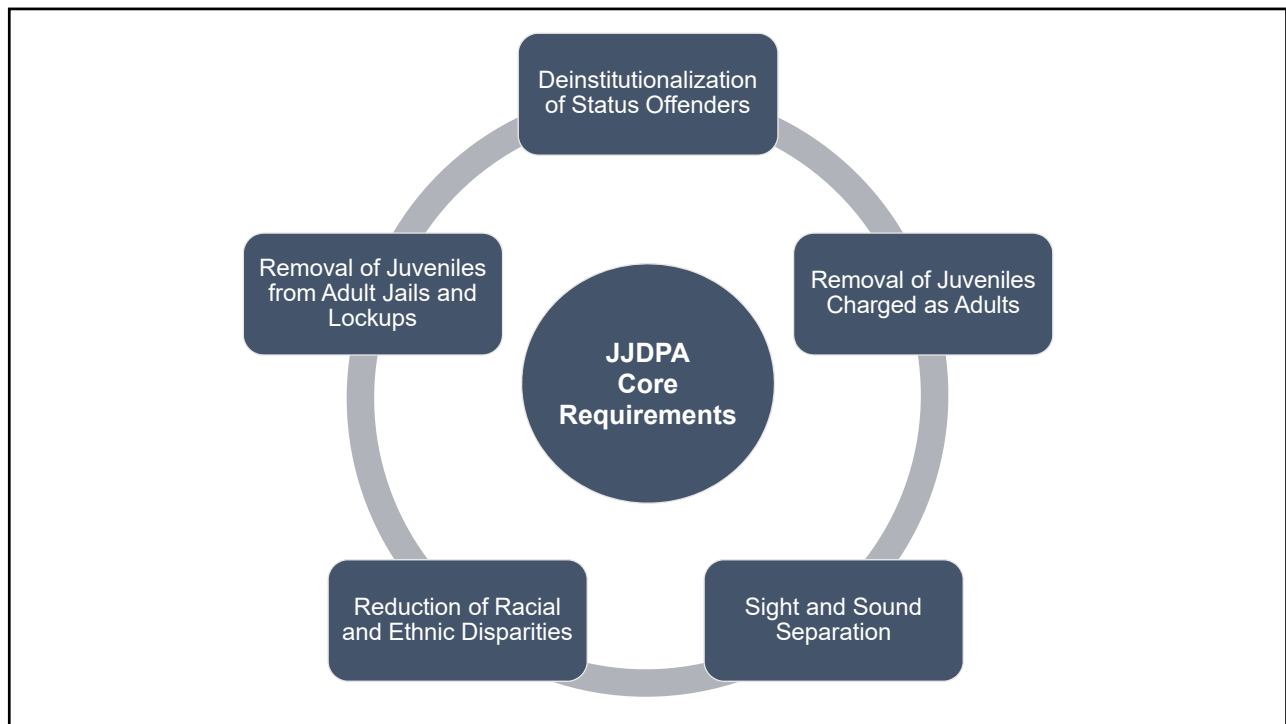 Deinstitutionalization
of Status Offenders
Removal of Juveniles
from Adult Jails and
Lockups
Removal of Juveniles
Charged as Adults
JJDPA
Core
Requirements
Reduction of Racial
and Ethnic Disparities
Sight and Sound
Separation